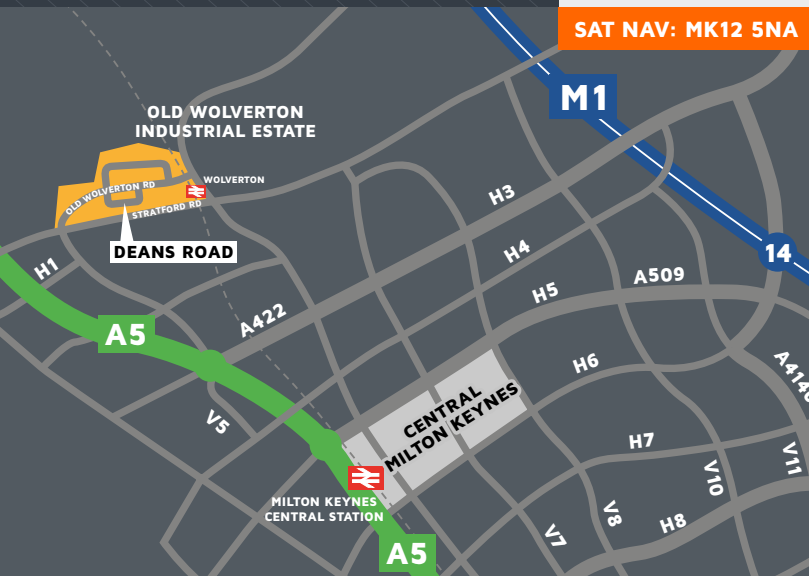 SAT NAV: MK12 5NA
M1
OLD WOLVERTON
INDUSTRIAL ESTATE
WOLVERTON
OLD WOLVERTON RD
STRATFORD RD
DEANS ROAD
H3
H4
14
H1
H5
A509
A422
A5
H6
A4146
V5
CENTRAL
MILTON KEYNES
H7
V11
V10
MILTON KEYNES
CENTRAL STATION
V8
H8
V7
A5